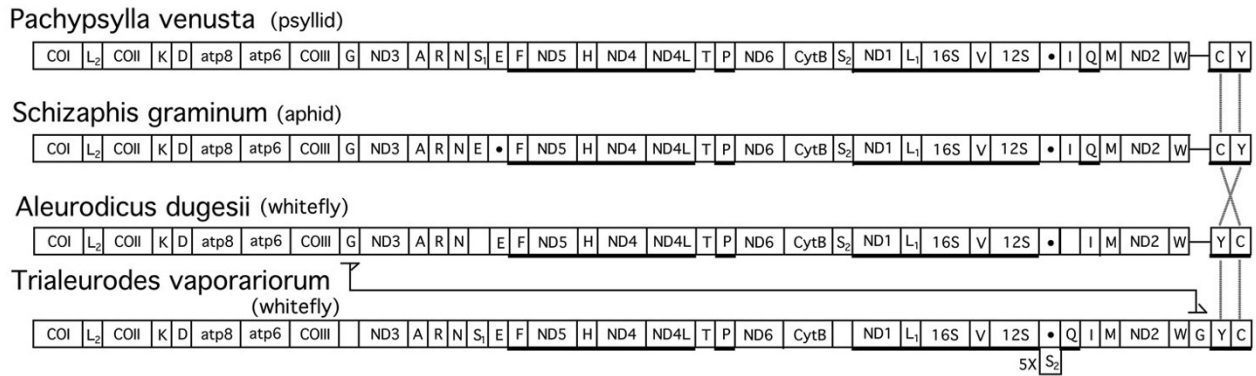 Pachypsylla venusta (psyllid)
COI L₂ COII K D atp8 atp6 COIII G ND3 A R N S₁ E F ND5 H ND4 ND4L T P ND6 CytB S₂ ND1 L₁ 16S V 12S • I Q M ND2 W C Y
Schizaphis graminum (aphid)
COI L₂ COII K D atp8 atp6 COIII G ND3 A R N E • F ND5 H ND4 ND4L T P ND6 CytB S₂ ND1 L₁ 16S V 12S • I Q M ND2 W C Y
Aleurodicus dugesii (whitefly)
COI L₂ COII K D atp8 atp6 COIII G ND3 A R N E F ND5 H ND4 ND4L T P ND6 CytB S₂ ND1 L₁ 16S V 12S • I M ND2 W Y C
Trialeurodes vaporariorum
(whitefly)
COI L₂ COII K D atp8 atp6 COIII ND3 A R N S₁ E F ND5 H ND4 ND4L T P ND6 CytB ND1 L₁ 16S V 12S • Q I M ND2 W G Y C
5X S₂